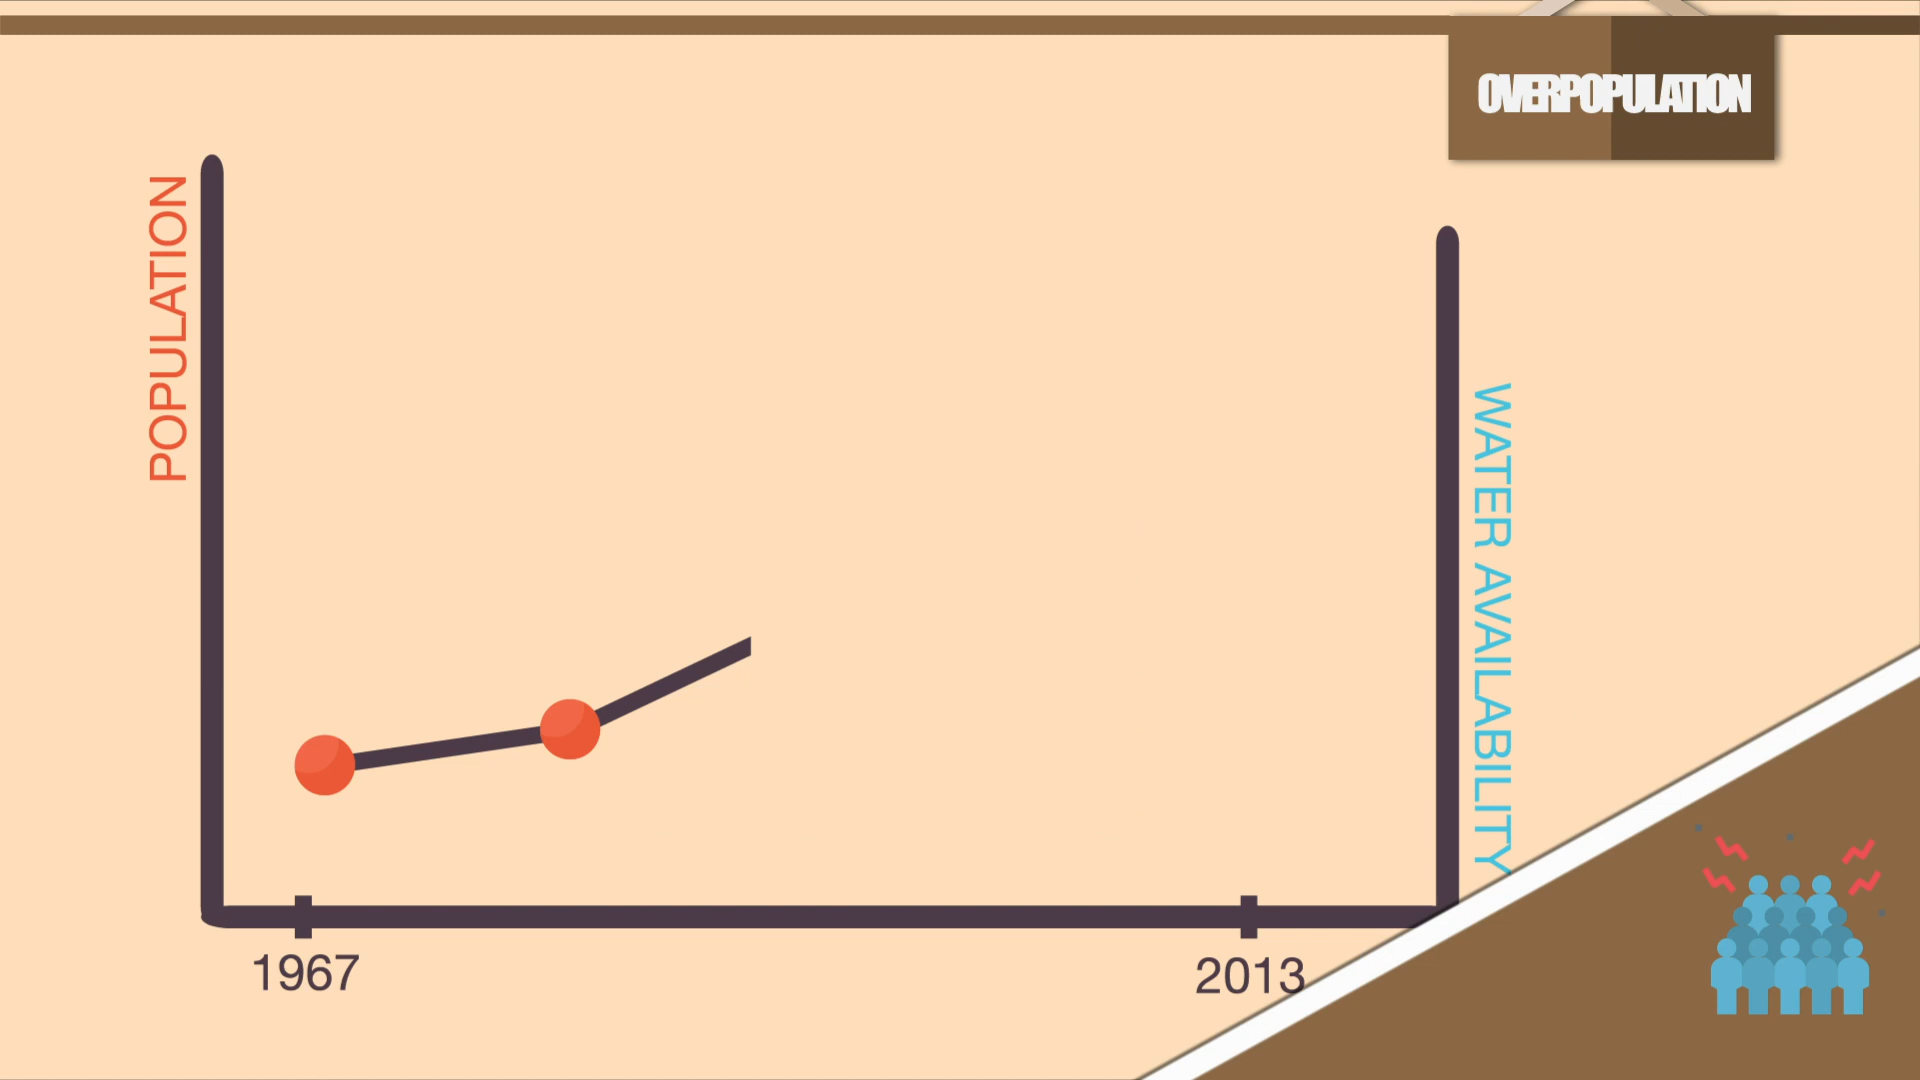 OVERPOPULATION
POPULATION
WATER AVAILABILITY
1967
2013